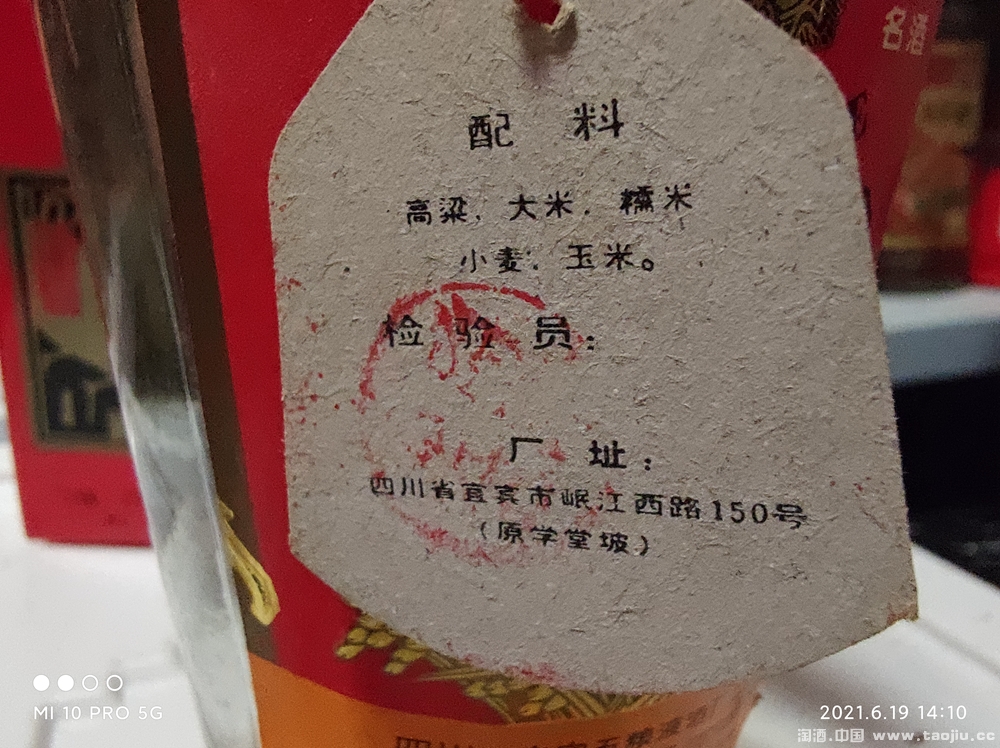 名酒
配 料
高粱、大米、糯米
小麦、玉米。
检 验 员：
厂 址：
四川省宜宾市岷江西路150号
（原学堂坡）
MI 10 PRO 5G
2021.6.19 14:10
淘酒.中国 www.taojiu.cc